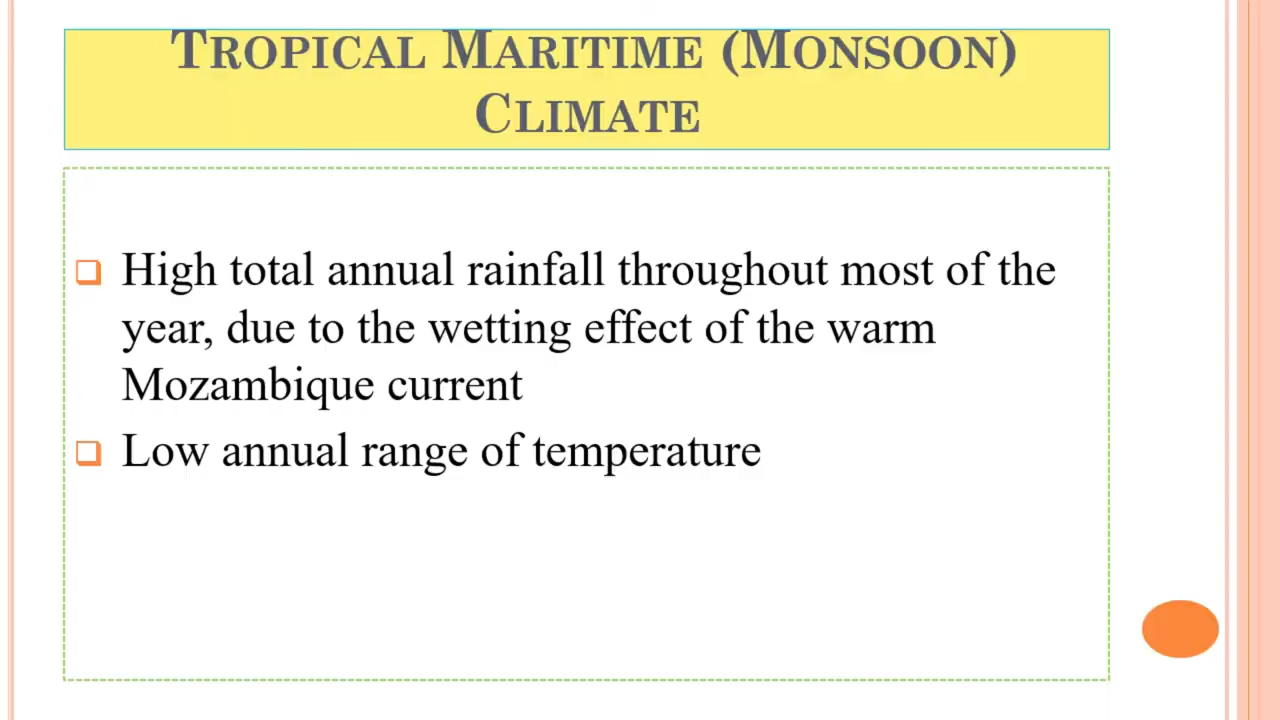 TROPICAL MARITIME (MONSOON)
CLIMATE
High total annual rainfall throughout most of the
year, due to the wetting effect of the warm
Mozambique current
Low annual range of temperature